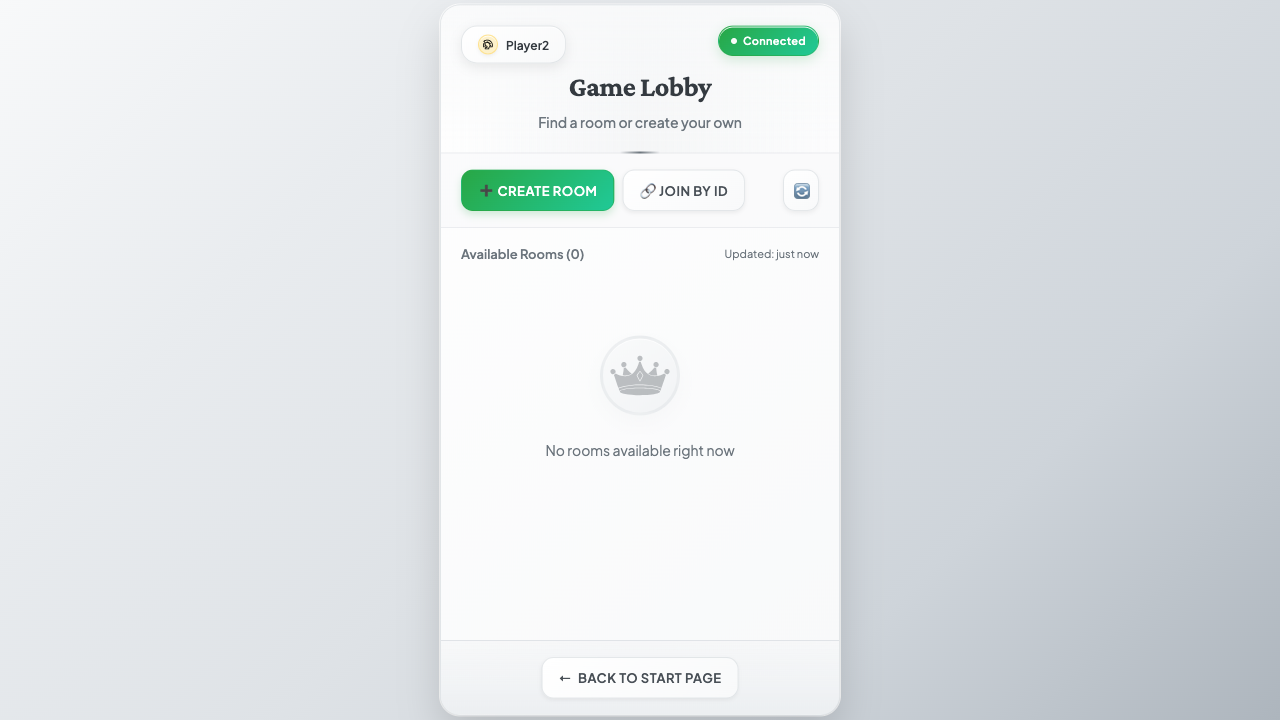 Player2
Connected
Game Lobby
Find a room or create your own
➕ CREATE ROOM
🔗 JOIN BY ID
Available Rooms (0)
Updated: just now
No rooms available right now
← BACK TO START PAGE